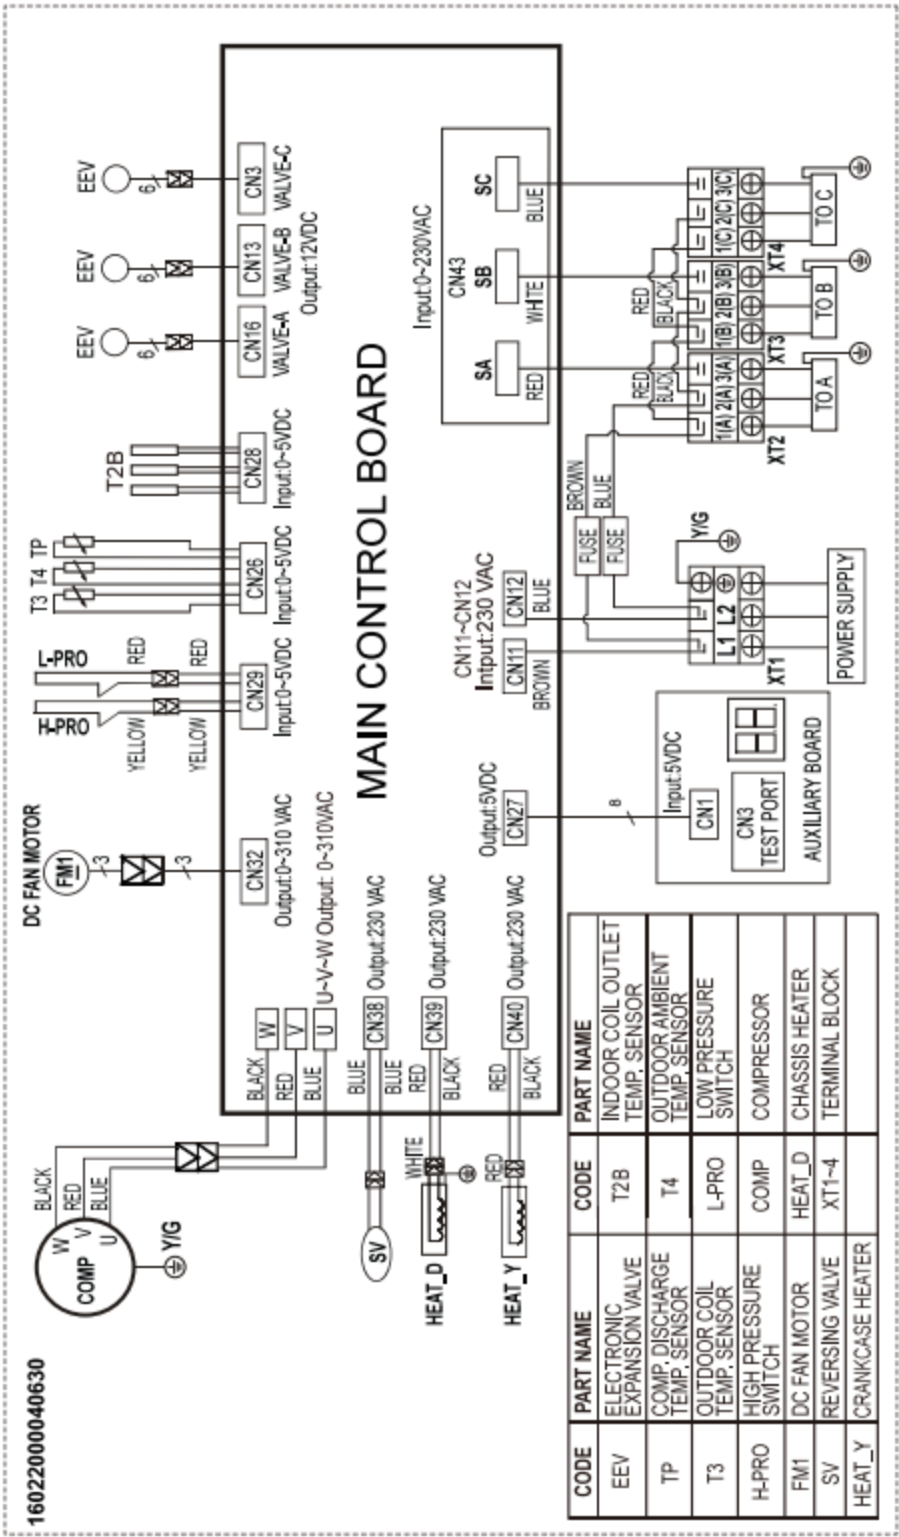 16022000040630
COMP
W
V
U
BLACK
RED
BLUE
Y/G
BLACK
RED
BLUE
W
V
U
U~V~W Output: 0~310VAC
DC FAN MOTOR
FM1
3
3
CN32
Output:0~310 VAC
H-PRO
L-PRO
YELLOW
RED
YELLOW
RED
CN29
Input:0~5VDC
T3
T4
TP
CN26
Input:0~5VDC
T2B
CN28
Input:0~5VDC
EEV
EEV
EEV
6
6
6
CN16
CN13
CN3
VALVE-A
VALVE-B
VALVE-C
Output:12VDC
MAIN CONTROL BOARD
SV
BLUE
BLUE
CN38
Output:230 VAC
HEAT_D
WHITE
RED
BLACK
CN39
Output:230 VAC
HEAT_Y
RED
RED
BLACK
CN40
Output:230 VAC
Output:5VDC
CN27
8
CN11~CN12
Intput:230 VAC
CN11
CN12
BROWN
BLUE
Input:0~230VAC
CN43
SA
SB
SC
RED
WHITE
BLUE
Input:5VDC
CN1
CN3
TEST PORT
AUXILIARY BOARD
BROWN
BLUE
FUSE
FUSE
Y/G
L1
L2
XT1
POWER SUPPLY
RED
BLACK
RED
BLACK
1(A)
2(A)
3(A)
1(B)
2(B)
3(B)
1(C)
2(C)
3(C)
XT2
XT3
XT4
TO A
TO B
TO C
CODE PART NAME CODE PART NAME
EEV ELECTRONIC EXPANSION VALVE T2B INDOOR COIL OUTLET TEMP. SENSOR
TP COMP. DISCHARGE TEMP. SENSOR T4 OUTDOOR AMBIENT TEMP. SENSOR
T3 OUTDOOR COIL TEMP. SENSOR L-PRO LOW PRESSURE SWITCH
H-PRO HIGH PRESSURE SWITCH COMP COMPRESSOR
FM1 DC FAN MOTOR HEAT_D CHASSIS HEATER
SV REVERSING VALVE XT1~4 TERMINAL BLOCK
HEAT_Y CRANKCASE HEATER